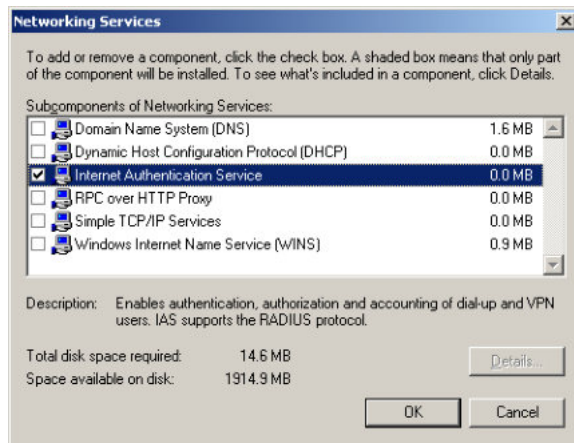 Networking Services
To add or remove a component, click the check box. A shaded box means that only part
of the component will be installed. To see what's included in a component, click Details.
Subcomponents of Networking Services:
Domain Name System (DNS) 1.6 MB
Dynamic Host Configuration Protocol (DHCP) 0.0 MB
Internet Authentication Service 0.0 MB
RPC over HTTP Proxy 0.0 MB
Simple TCP/IP Services 0.0 MB
Windows Internet Name Service (WINS) 0.9 MB
Description: Enables authentication, authorization and accounting of dial-up and VPN
users. IAS supports the RADIUS protocol.
Total disk space required: 14.6 MB
Space available on disk: 1914.9 MB
Details...
OK Cancel